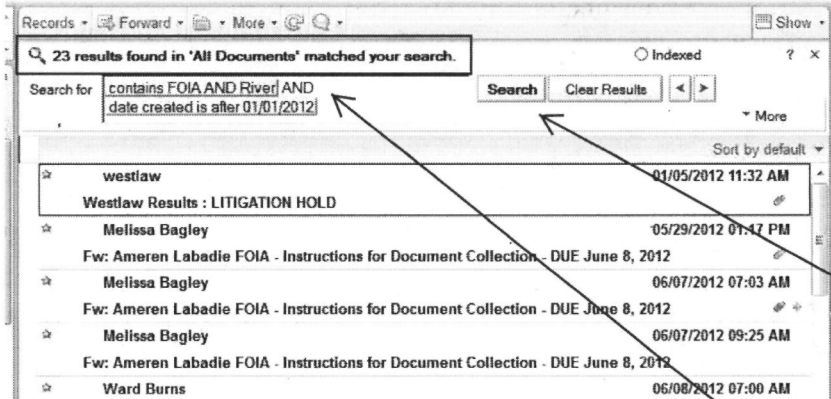 Records Forward More Show
23 results found in 'All Documents' matched your search. Indexed ? ×
Search for contains FOIA AND River AND Search Clear Results
date created is after 01/01/2012
More
Sort by default
westlaw 01/05/2012 11:32 AM
Westlaw Results : LITIGATION HOLD
Melissa Bagley 05/29/2012 01:17 PM
Fw: Ameren Labadie FOIA - Instructions for Document Collection - DUE June 8, 2012
Melissa Bagley 06/07/2012 07:03 AM
Fw: Ameren Labadie FOIA - Instructions for Document Collection - DUE June 8, 2012
Melissa Bagley 06/07/2012 09:25 AM
Fw: Ameren Labadie FOIA - Instructions for Document Collection - DUE June 8, 2012
Ward Burns 06/08/2012 07:00 AM